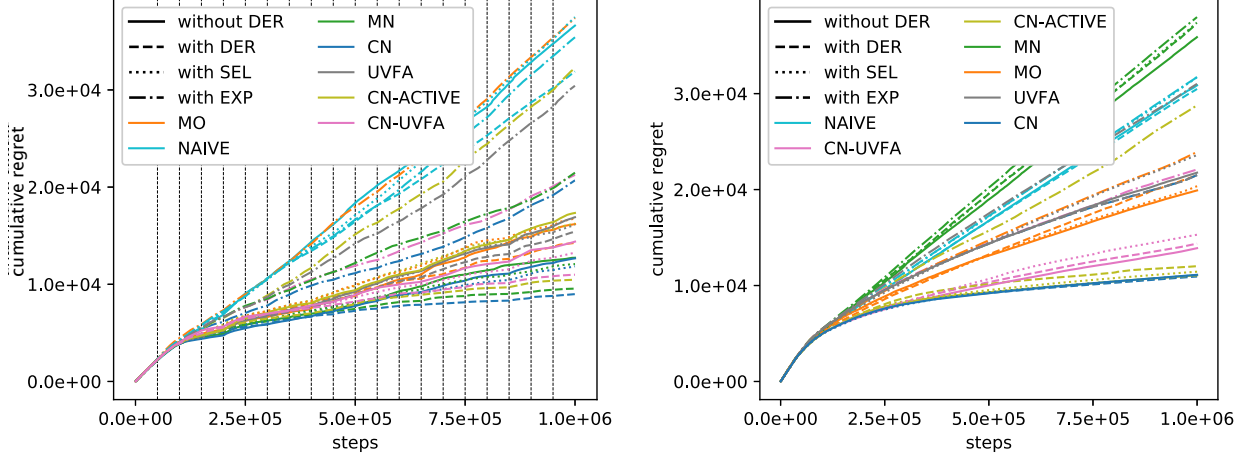 without DER
with DER
with SEL
with EXP
MO
NAIVE
MN
CN
UVFA
CN-ACTIVE
CN-UVFA
3.0e+04
2.0e+04
1.0e+04
0.0e+00
cumulative regret
0.0e+00 2.5e+05 5.0e+05 7.5e+05 1.0e+06
steps
without DER
with DER
with SEL
with EXP
NAIVE
CN-UVFA
CN-ACTIVE
MN
MO
UVFA
CN
3.0e+04
2.0e+04
1.0e+04
0.0e+00
cumulative regret
0.0e+00 2.5e+05 5.0e+05 7.5e+05 1.0e+06
steps